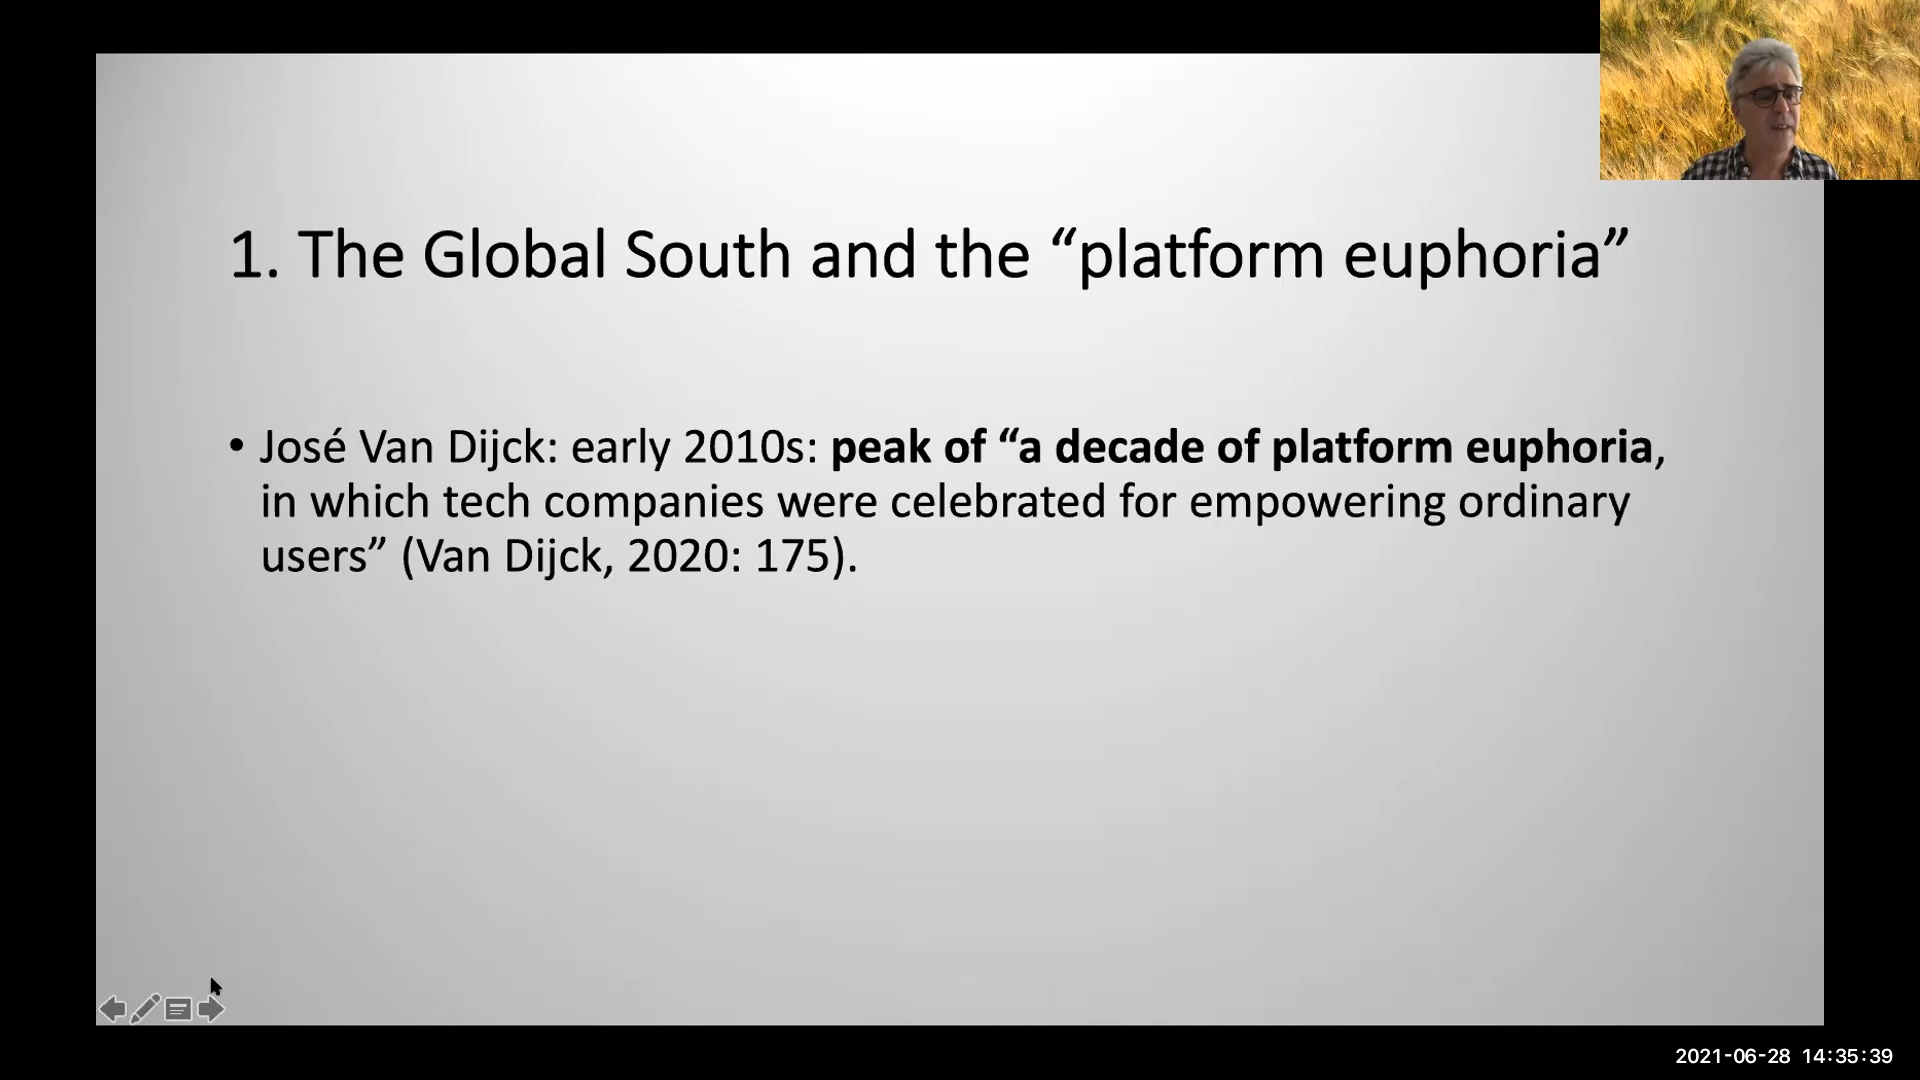 1. The Global South and the “platform euphoria”
• José Van Dijck: early 2010s: peak of “a decade of platform euphoria,
in which tech companies were celebrated for empowering ordinary
users” (Van Dijck, 2020: 175).
2021-06-28 14:35:39